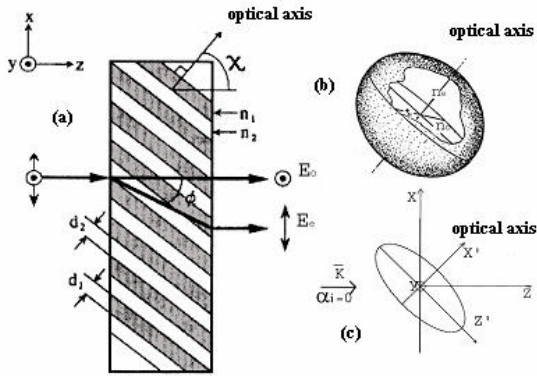 x
y
z
optical axis
χ
(a)
n₁
n₂
Eₒ
ϕ
Eₑ
d₂
d₁
optical axis
(b)
nₑ
nₒ
X
optical axis
X'
K
αi=0
Y
Z
Z'
(c)